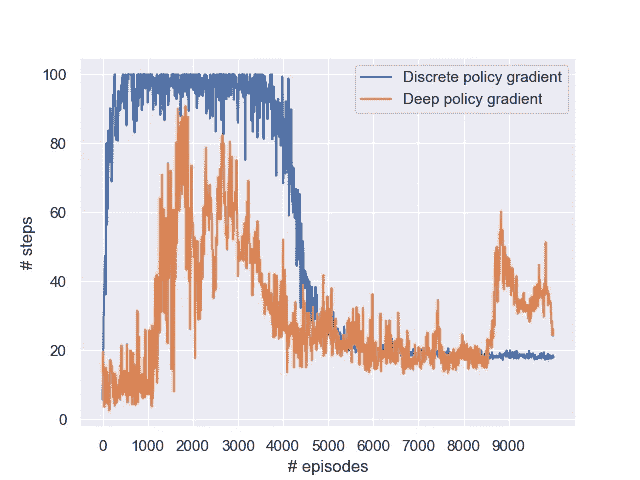 Discrete policy gradient
Deep policy gradient
100
80
60
40
20
0
# steps
0 1000 2000 3000 4000 5000 6000 7000 8000 9000
# episodes